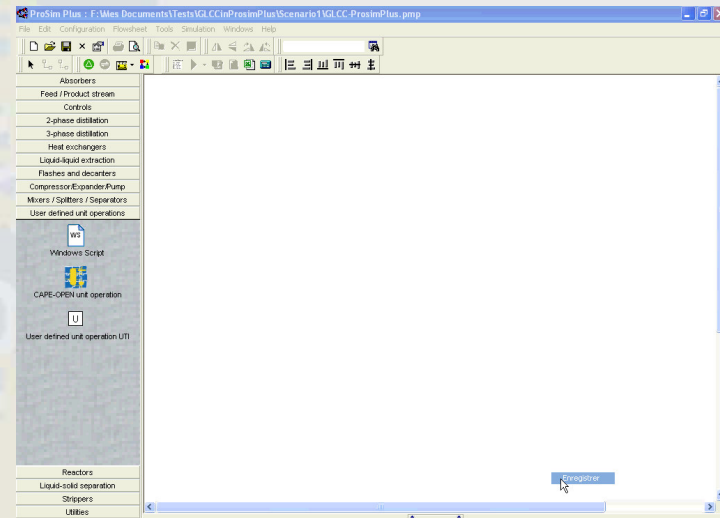 ProSim Plus : F:\Mes Documents\Tests\GLCCinProsimPlus\Scenario1\GLCC-ProsimPlus.pmp
File Edit Configuration Flowsheet Tools Simulation Windows Help
Absorbers
Feed / Product stream
Controls
2-phase distillation
3-phase distillation
Heat exchangers
Liquid-liquid extraction
Flashes and decanters
Compressor/Expander/Pump
Mixers / Splitters / Separators
User defined unit operations
WS
Windows Script
CAPE-OPEN unit operation
U
User defined unit operation UTI
Enregistrer
Reactors
Liquid-solid separation
Strippers
Utilities